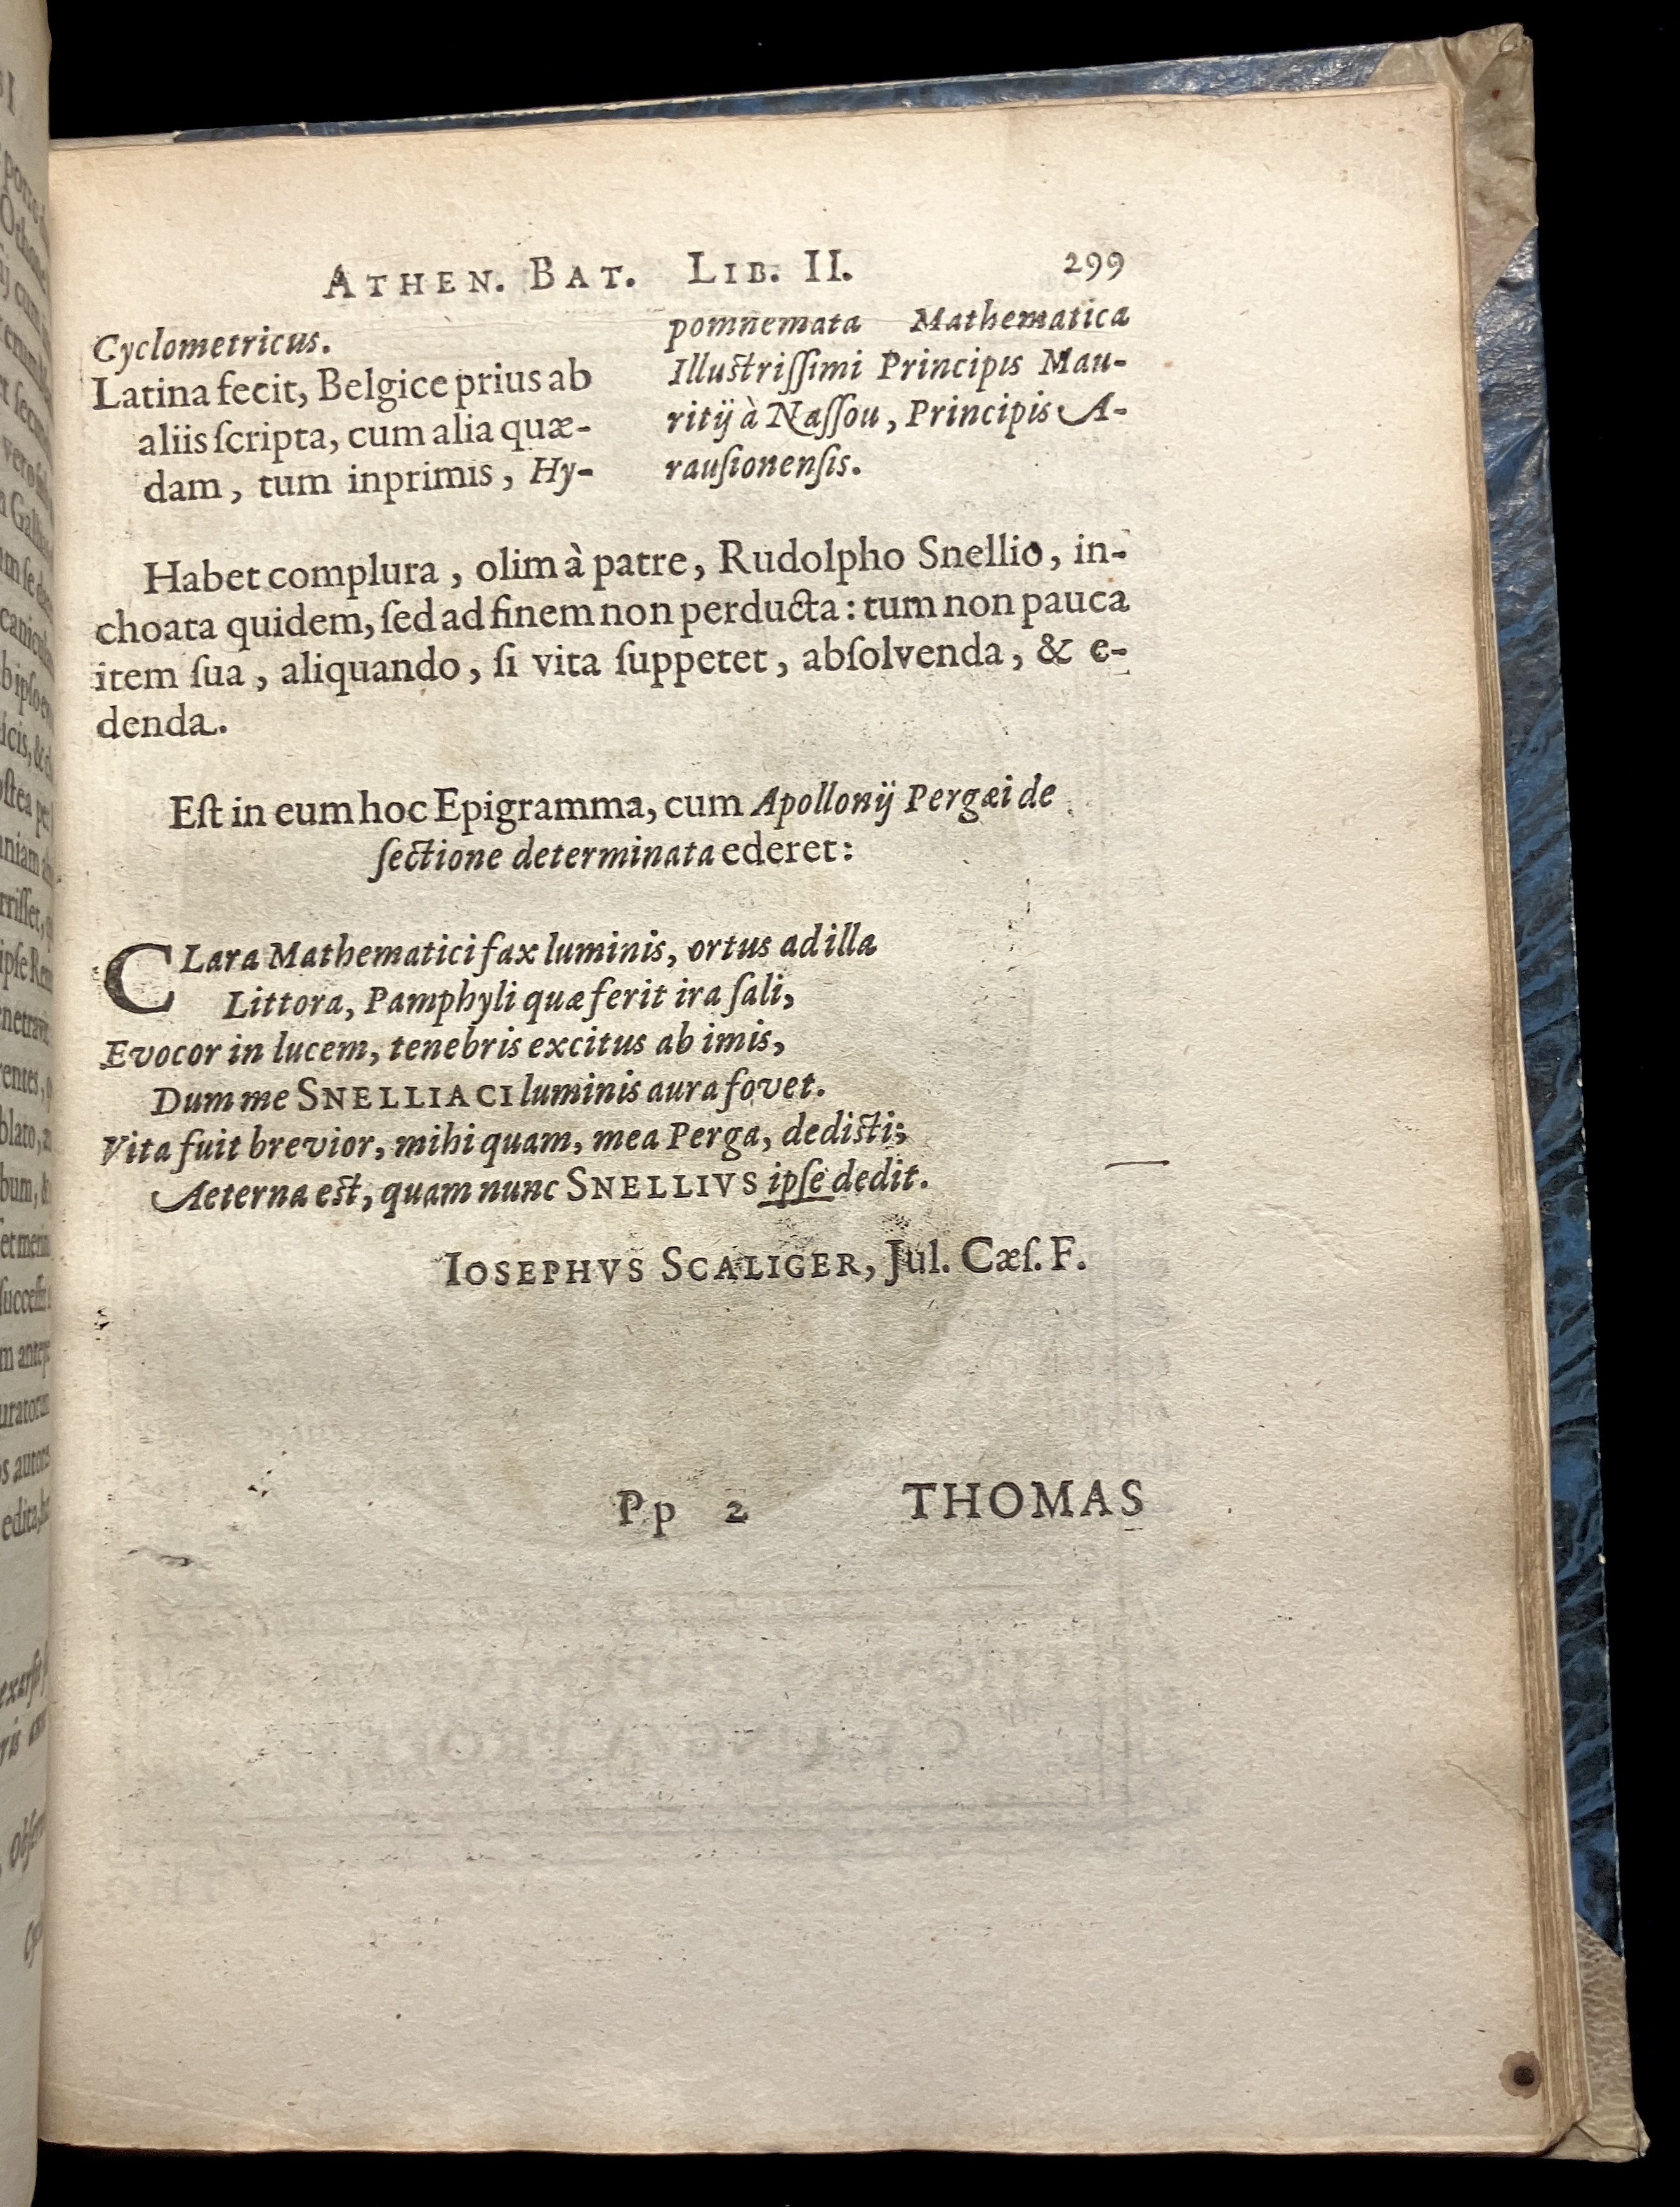 ATHEN. BAT. LIB. II. 299
Cyclometricus.
Latina fecit, Belgice prius ab
aliis ſcripta, cum alia quæ-
dam, tum inprimis, Hy-
pomnemata Mathematica
Illuſtriſſimi Principis Mau-
ritij à Naſſou, Principis A-
rauſionenſis.
Habet complura, olim à patre, Rudolpho Snellio, in-
choata quidem, ſed ad finem non perducta: tum non pauca
item ſua, aliquando, ſi vita ſuppetet, abſolvenda, & e-
denda.
Eſt in eum hoc Epigramma, cum Apollonij Pergæi de
ſectione determinata ederet:
CLara Mathematici fax luminis, ortus ad illa
Littora, Pamphyli quæ ferit ira ſali,
Evocor in lucem, tenebris excitus ab imis,
Dum me SNELLIACI luminis aura fovet.
Vita fuit brevior, mihi quam, mea Perga, dediſti;
Aeterna eſt, quam nunc SNELLIVS ipſe dedit.
IOSEPHVS SCALIGER, Jul. Cæſ. F.
Pp 2 THOMAS